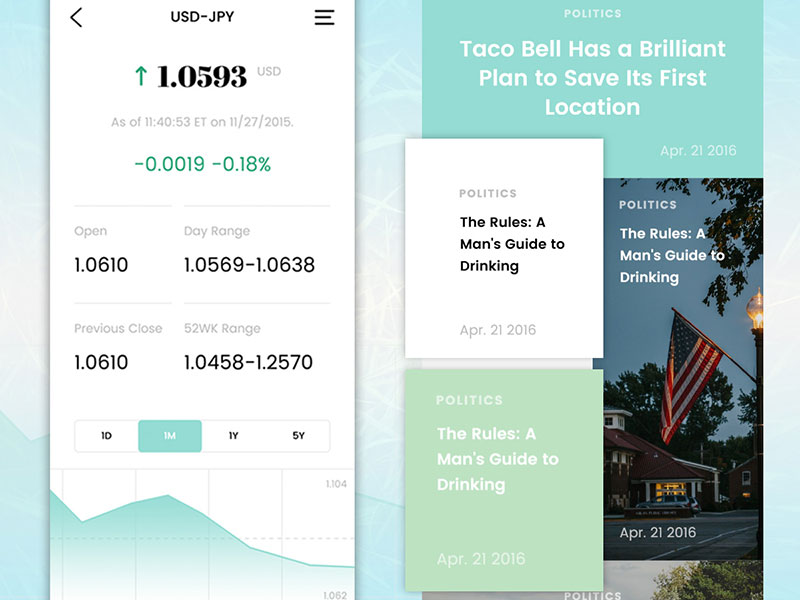 USD-JPY
↑ 1.0593 USD
As of 11:40:53 ET on 11/27/2015.
-0.0019 -0.18%
Open
1.0610
Day Range
1.0569-1.0638
Previous Close
1.0610
52WK Range
1.0458-1.2570
1D 1M 1Y 5Y
1.104
1.062
POLITICS
Taco Bell Has a Brilliant
Plan to Save Its First
Location
Apr. 21 2016
POLITICS
The Rules: A
Man's Guide to
Drinking
Apr. 21 2016
POLITICS
The Rules: A
Man's Guide to
Drinking
Apr. 21 2016
POLITICS
The Rules: A
Man's Guide to
Drinking
Apr. 21 2016
POLITICS